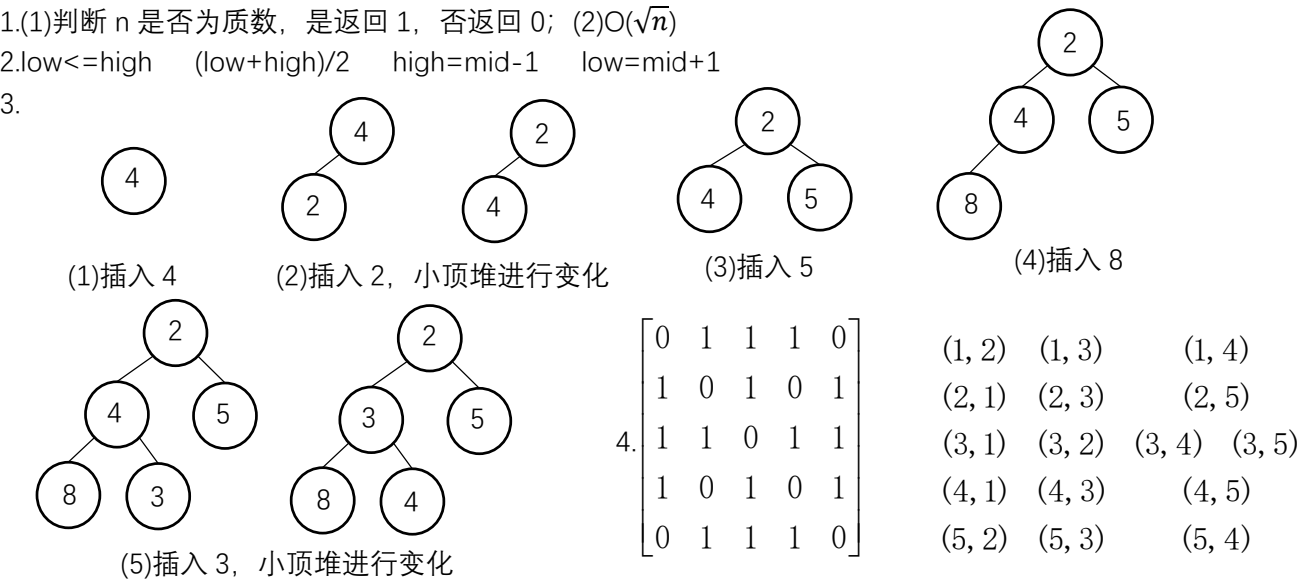 1.(1)判断 n 是否为质数，是返回 1，否返回 0；(2)O(√n)
2.low<=high (low+high)/2 high=mid-1 low=mid+1
3.
4
4
2
2
4
2
4 5
2
4 5
8
(1)插入 4
(2)插入 2，小顶堆进行变化
(3)插入 5
(4)插入 8
2
4 5
8 3
2
3 5
8 4
(5)插入 3，小顶堆进行变化
4.
0 1 1 1 0
1 0 1 0 1
1 1 0 1 1
1 0 1 0 1
0 1 1 1 0
(1,2) (1,3) (1,4)
(2,1) (2,3) (2,5)
(3,1) (3,2) (3,4) (3,5)
(4,1) (4,3) (4,5)
(5,2) (5,3) (5,4)